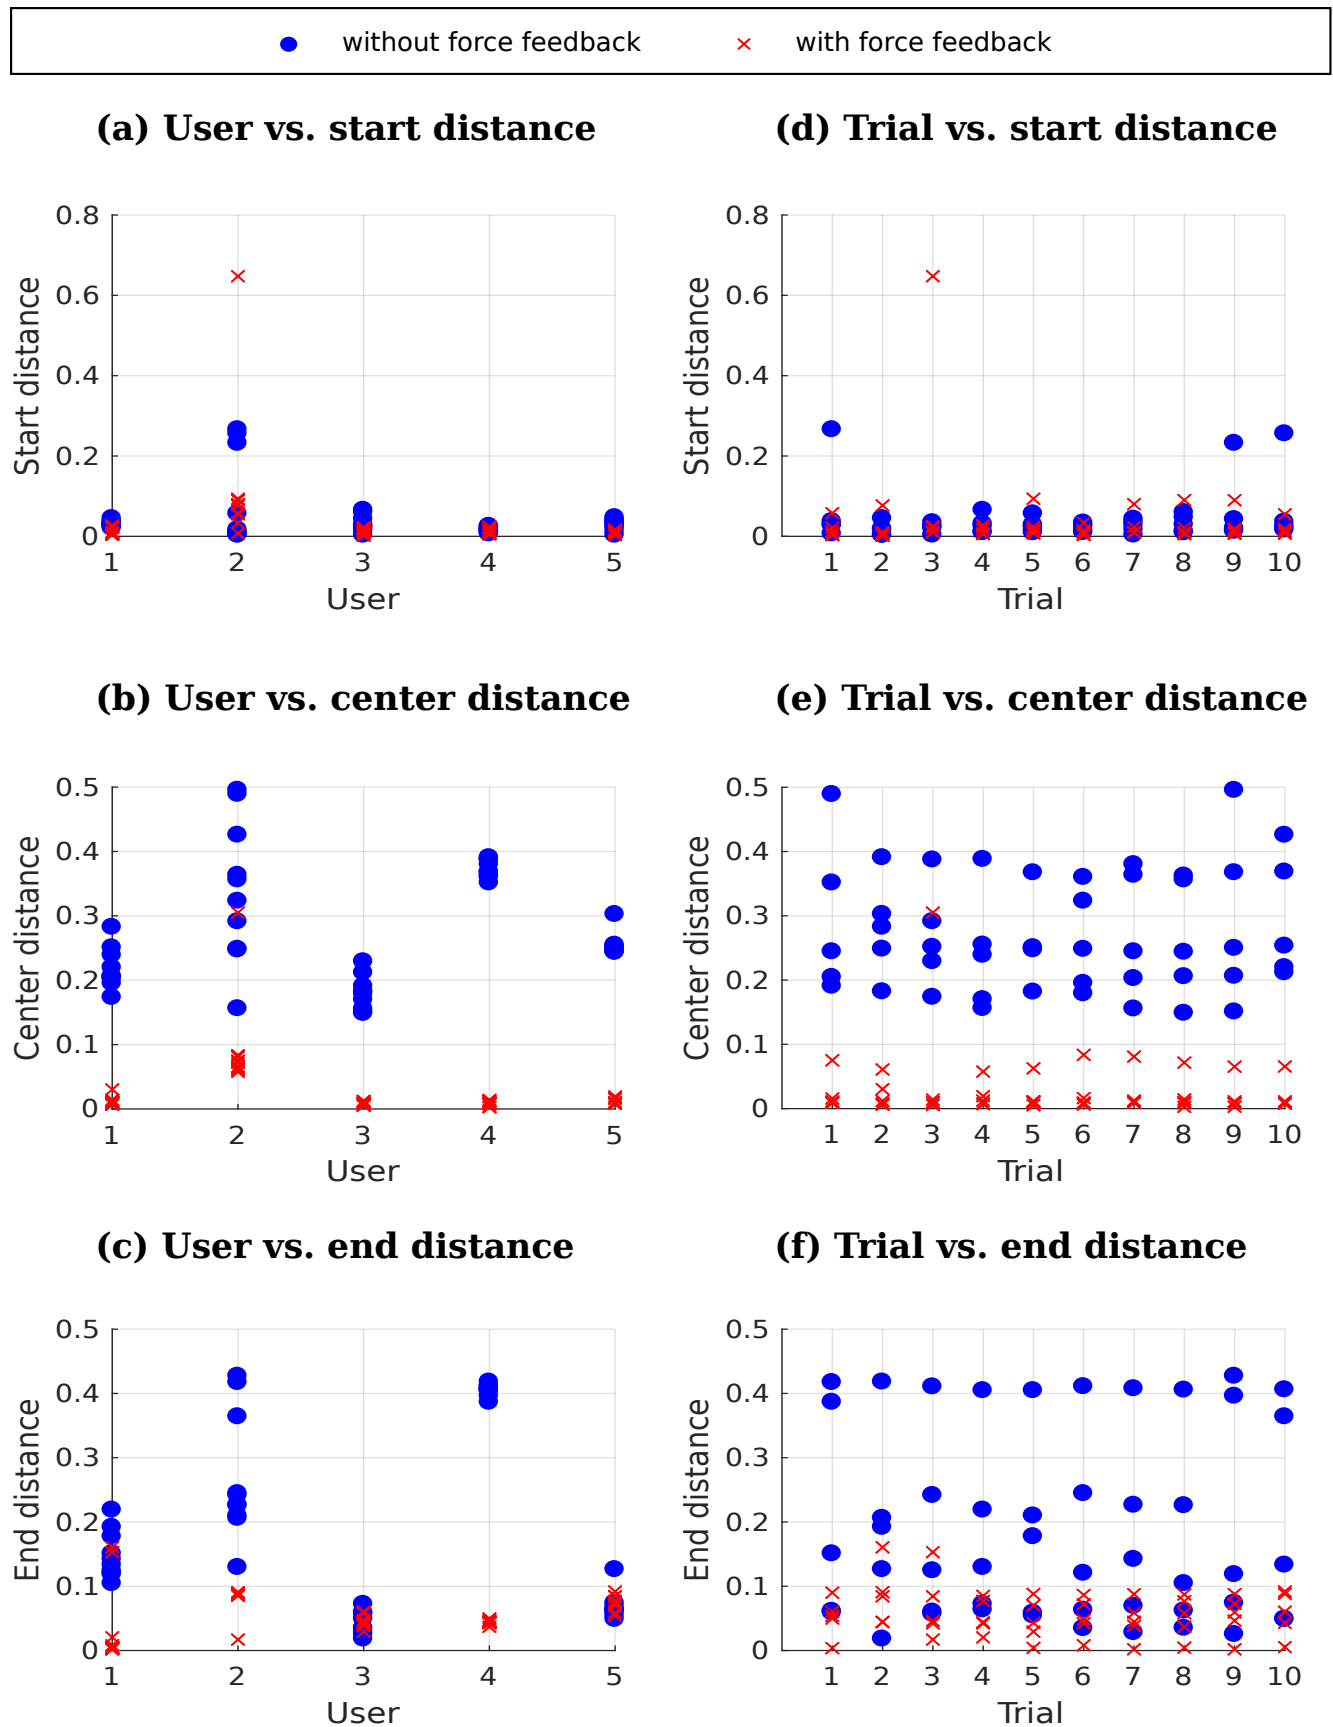 without force feedback
with force feedback
(a) User vs. start distance
Start distance
0.8
0.6
0.4
0.2
0
1 2 3 4 5
User
(d) Trial vs. start distance
Start distance
0.8
0.6
0.4
0.2
0
1 2 3 4 5 6 7 8 9 10
Trial
(b) User vs. center distance
Center distance
0.5
0.4
0.3
0.2
0.1
0
1 2 3 4 5
User
(e) Trial vs. center distance
Center distance
0.5
0.4
0.3
0.2
0.1
0
1 2 3 4 5 6 7 8 9 10
Trial
(c) User vs. end distance
End distance
0.5
0.4
0.3
0.2
0.1
0
1 2 3 4 5
User
(f) Trial vs. end distance
End distance
0.5
0.4
0.3
0.2
0.1
0
1 2 3 4 5 6 7 8 9 10
Trial